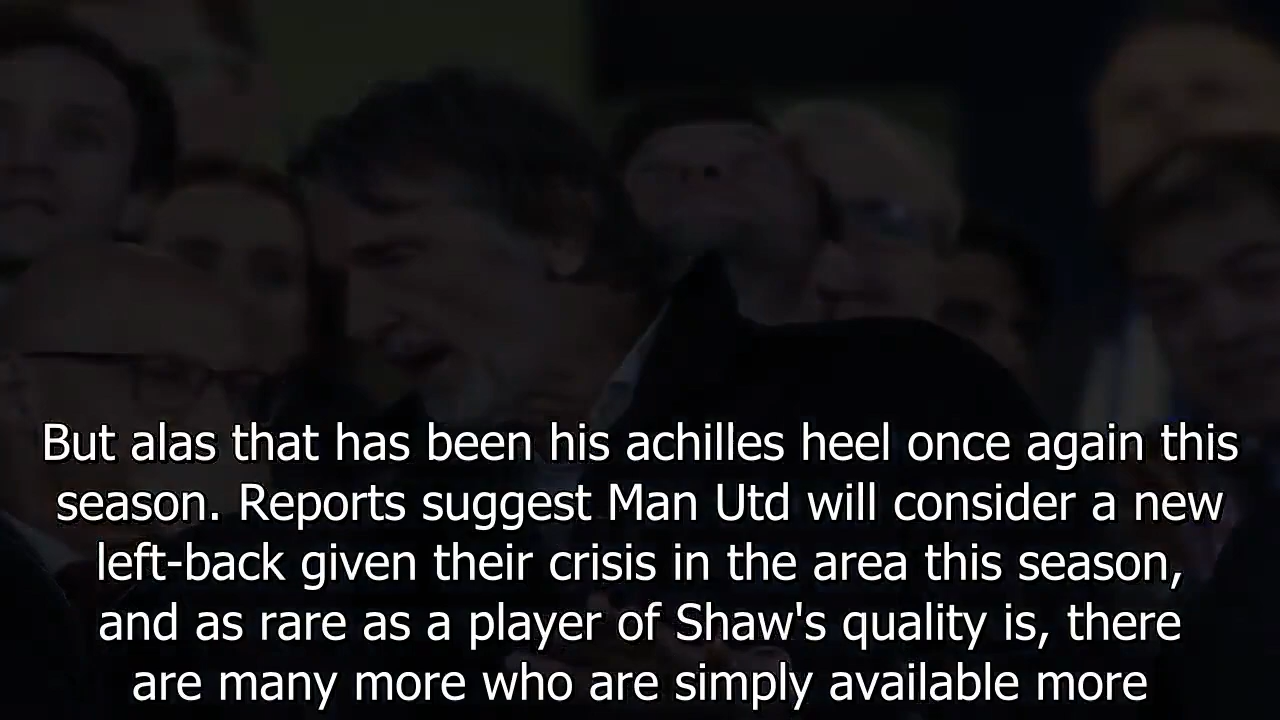 But alas that has been his achilles heel once again this
season. Reports suggest Man Utd will consider a new
left-back given their crisis in the area this season,
and as rare as a player of Shaw's quality is, there
are many more who are simply available more